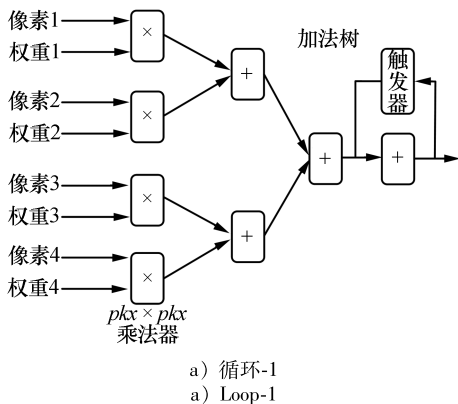 像素1
×
权重1
加法树
+
触发器
像素2
×
权重2
+
+
像素3
×
权重3
+
像素4
×
权重4
pkx × pkx
乘法器
a）循环-1
a）Loop-1